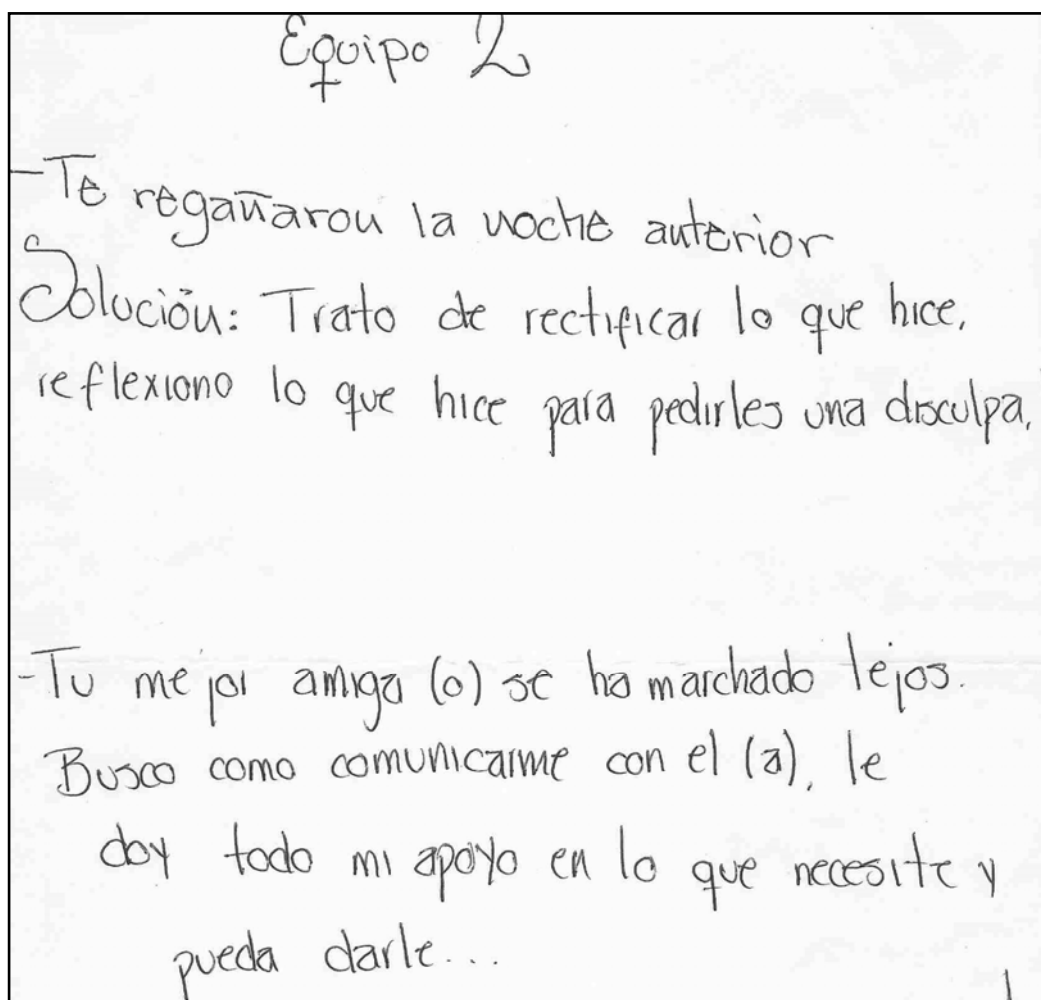 Equipo 2
-Te regañaron la noche anterior
Solución: Trato de rectificar lo que hice,
reflexiono lo que hice para pedirles una disculpa.
-Tu mejor amiga (o) se ha marchado lejos.
Busco como comunicarme con el (a), le
doy todo mi apoyo en lo que necesite y
pueda darle...